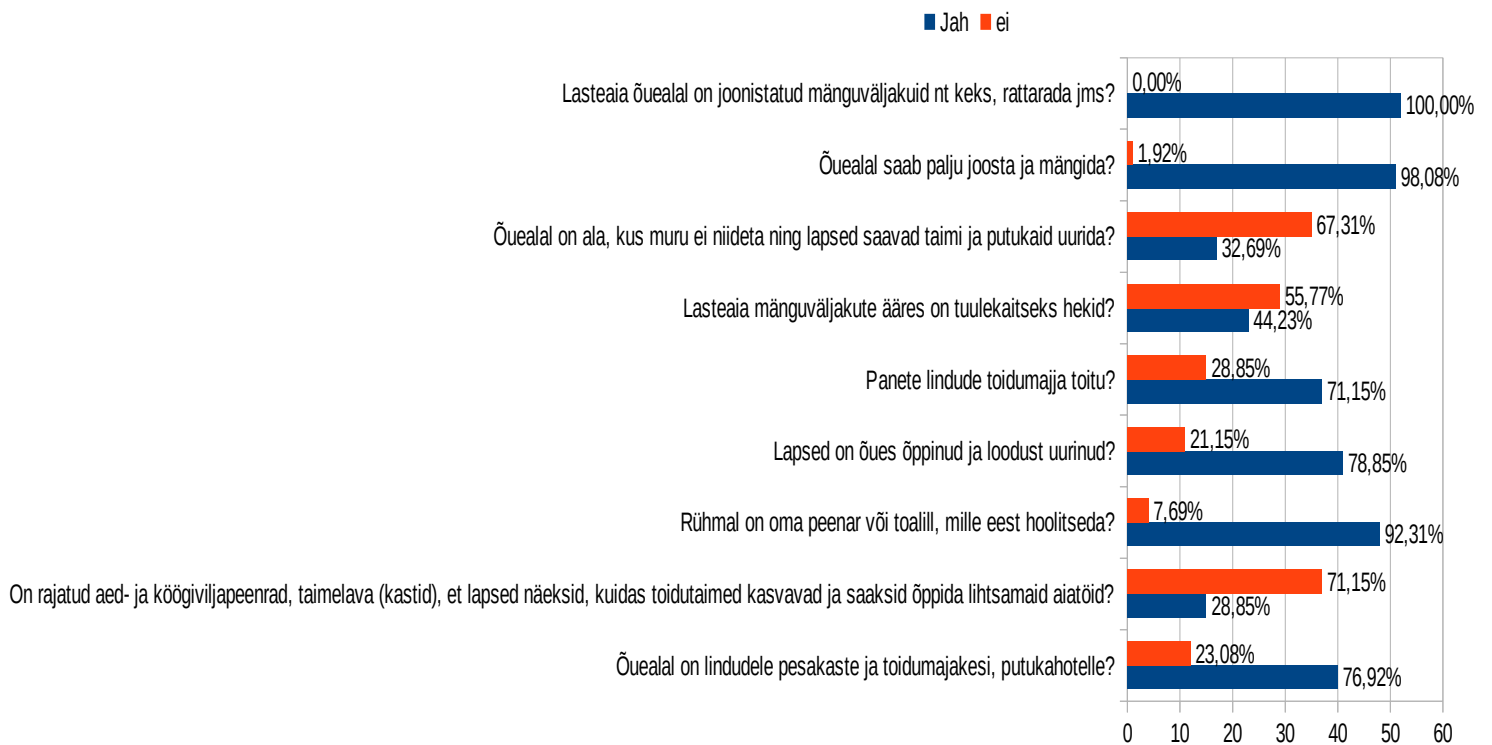 Jah ei
Lasteaia õuealal on joonistatud mänguväljakuid nt keks, rattarada jms?
0,00%
100,00%
Õuealal saab palju joosta ja mängida?
1,92%
98,08%
Õuealal on ala, kus muru ei niideta ning lapsed saavad taimi ja putukaid uurida?
67,31%
32,69%
Lasteaia mänguväljakute ääres on tuulekaitseks hekid?
55,77%
44,23%
Panete lindude toidumajja toitu?
28,85%
71,15%
Lapsed on õues õppinud ja loodust uurinud?
21,15%
78,85%
Rühmal on oma peenar või toalill, mille eest hoolitseda?
7,69%
92,31%
On rajatud aed- ja köögiviljapeenrad, taimelava (kastid), et lapsed näeksid, kuidas toidutaimed kasvavad ja saaksid õppida lihtsamaid aiatöid?
71,15%
28,85%
Õuealal on lindudele pesakaste ja toidumajakesi, putukahotelle?
23,08%
76,92%
0 10 20 30 40 50 60